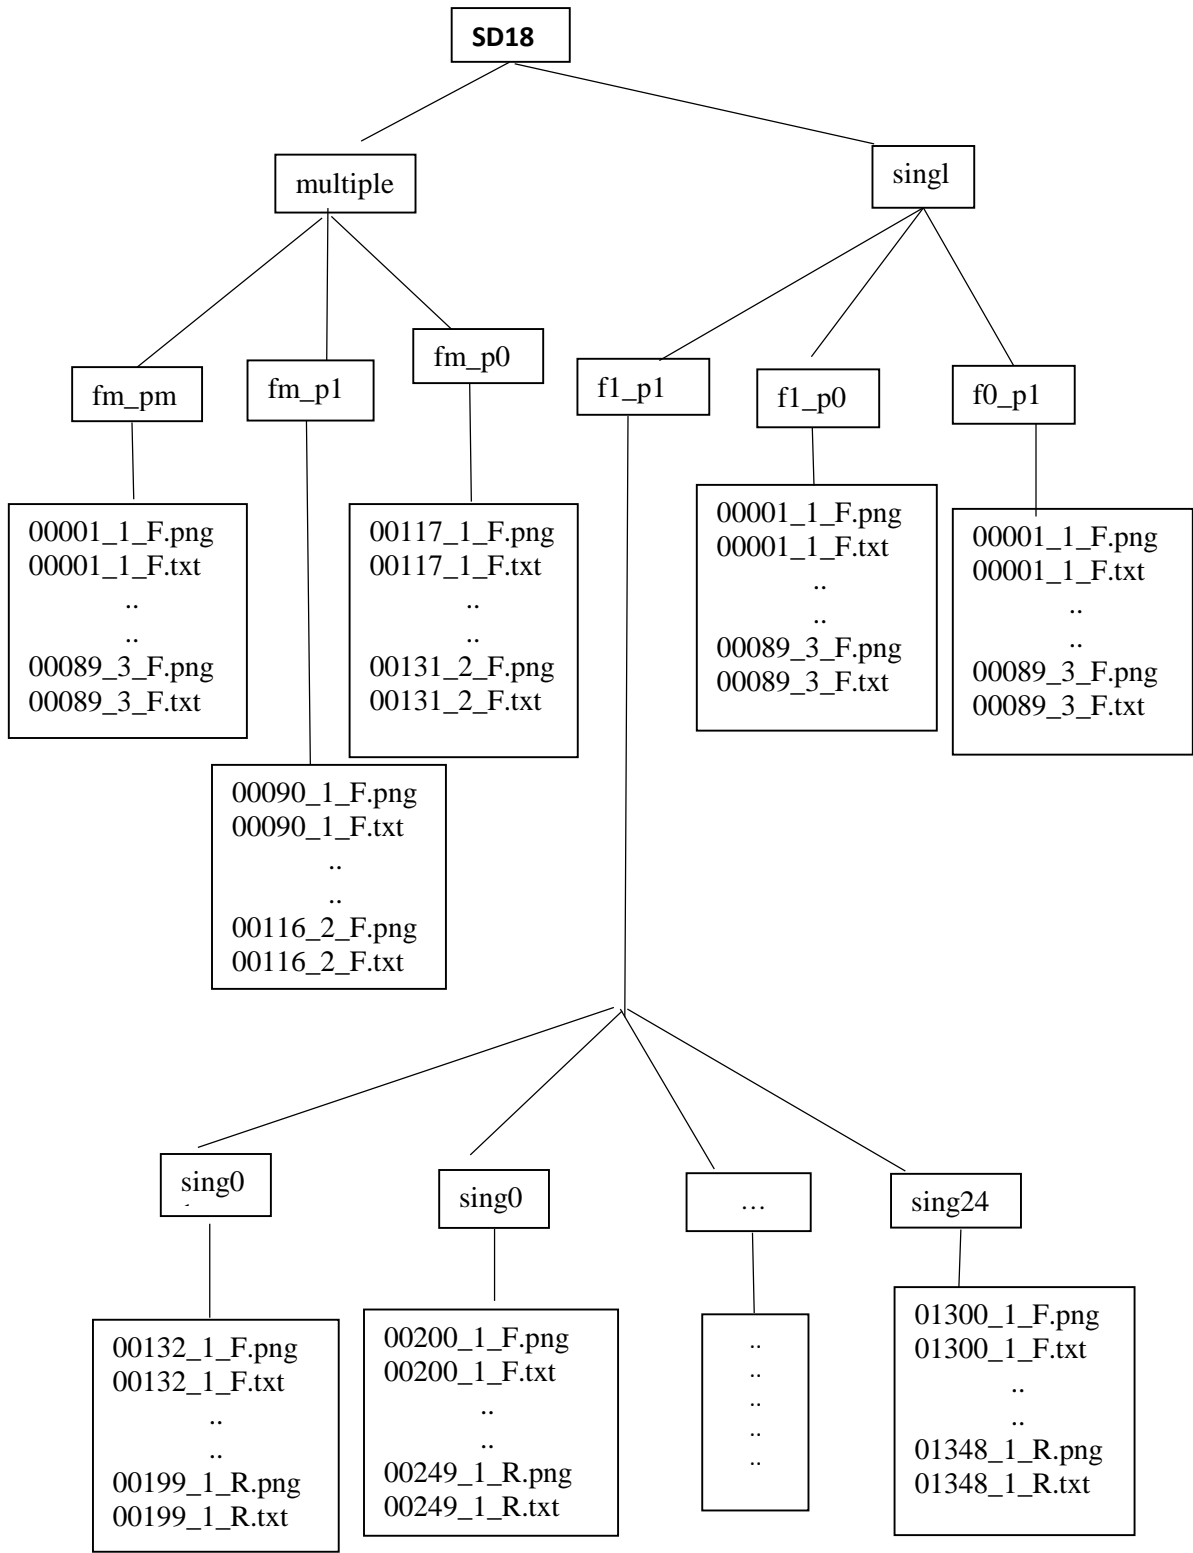 SD18
multiple
singl
fm_pm
fm_p1
fm_p0
f1_p1
f1_p0
f0_p1
00001_1_F.png
00001_1_F.txt
..
..
00089_3_F.png
00089_3_F.txt
00117_1_F.png
00117_1_F.txt
..
..
00131_2_F.png
00131_2_F.txt
00001_1_F.png
00001_1_F.txt
..
..
00089_3_F.png
00089_3_F.txt
00001_1_F.png
00001_1_F.txt
..
..
00089_3_F.png
00089_3_F.txt
00090_1_F.png
00090_1_F.txt
..
..
00116_2_F.png
00116_2_F.txt
sing0
sing0
...
sing24
00132_1_F.png
00132_1_F.txt
..
..
00199_1_R.png
00199_1_R.txt
00200_1_F.png
00200_1_F.txt
..
..
00249_1_R.png
00249_1_R.txt
..
..
..
..
..
01300_1_F.png
01300_1_F.txt
..
..
01348_1_R.png
01348_1_R.txt